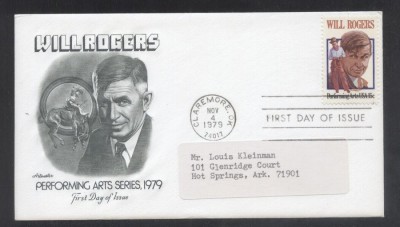 WILL ROGERS
Artmaster
PERFORMING ARTS SERIES, 1979
First Day of Issue
CLAREMORE, OK
NOV
4
1979
74017
WILL ROGERS
Performing Arts USA 15c
FIRST DAY OF ISSUE
Mr. Louis Kleinman
101 Glenridge Court
Hot Springs, Ark. 71901